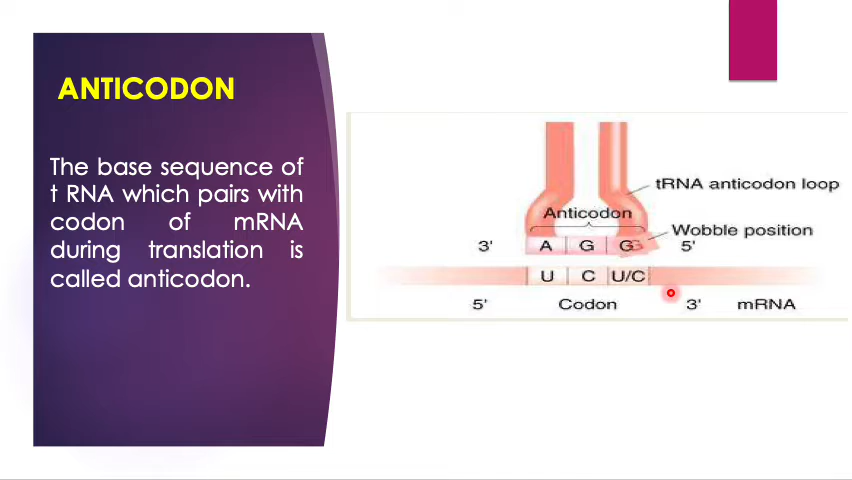 ANTICODON
The base sequence of
t RNA which pairs with
codon of mRNA
during translation is
called anticodon.
tRNA anticodon loop
Anticodon
Wobble position
3' A G G 5'
U C U/C
5' Codon 3' mRNA